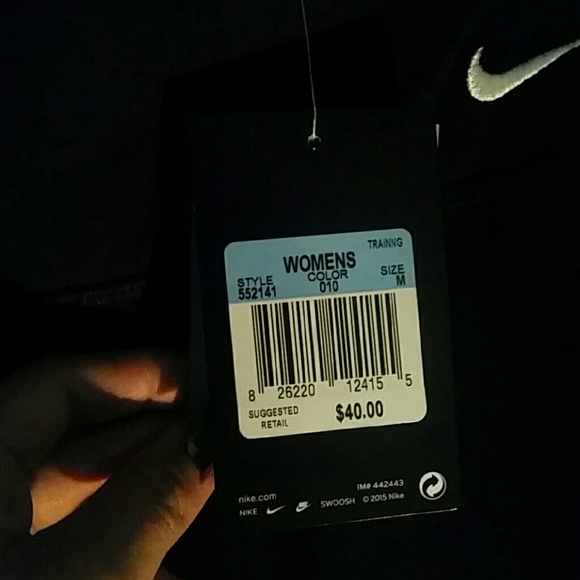 TRAINNG
WOMENS
STYLE COLOR SIZE
552141 010 M
8 26220 12415 5
SUGGESTED
RETAIL $40.00
nike.com IM# 442443
NIKE SWOOSH © 2015 Nike